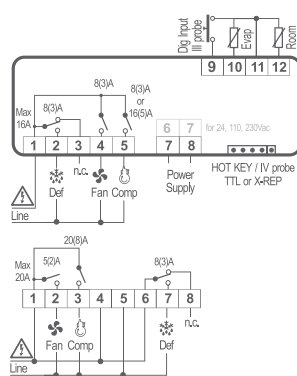 Dig Input
III probe
Evap
Room
9 10 11 12
8(3)A
or
16(5)A
8(3)A
8(3)A
Max
16A
6 7 for 24, 110, 230Vac
1 2 3 4 5 7 8
n.c.
Def
Fan Comp
Power
Supply
HOT KEY / IV probe
TTL or X-REP
Line
20(8)A
5(2)A
8(3)A
Max
20A
1 2 3 4 5 6 7 8
n.c.
Fan Comp
Def
Line